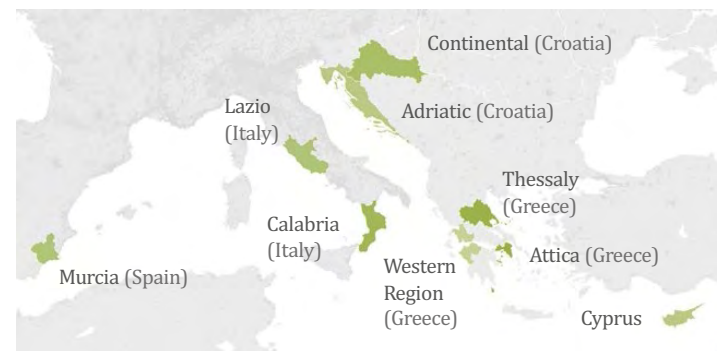 Continental (Croatia)
Adriatic (Croatia)
Lazio
(Italy)
Thessaly
(Greece)
Calabria
(Italy)
Attica (Greece)
Western
Region
(Greece)
Murcia (Spain)
Cyprus